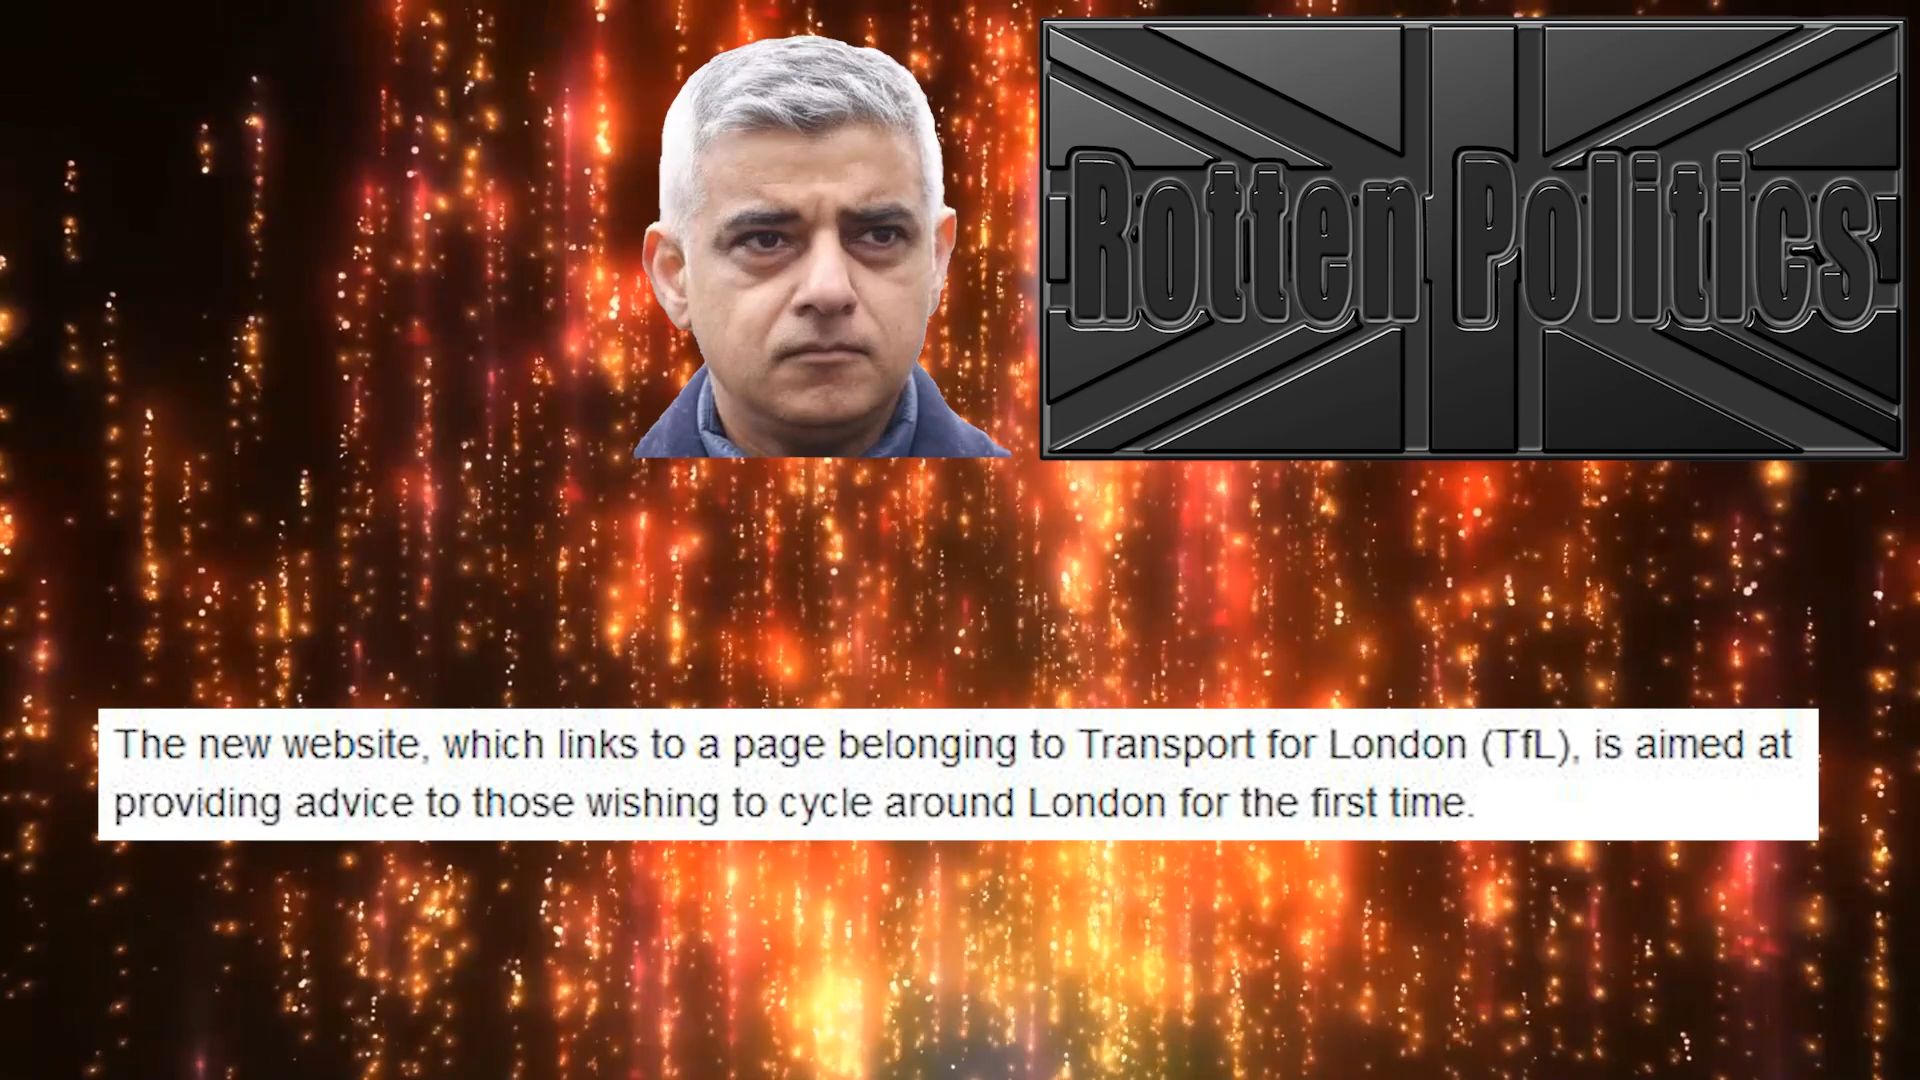 Rotten Politics
The new website, which links to a page belonging to Transport for London (TfL), is aimed at
providing advice to those wishing to cycle around London for the first time.